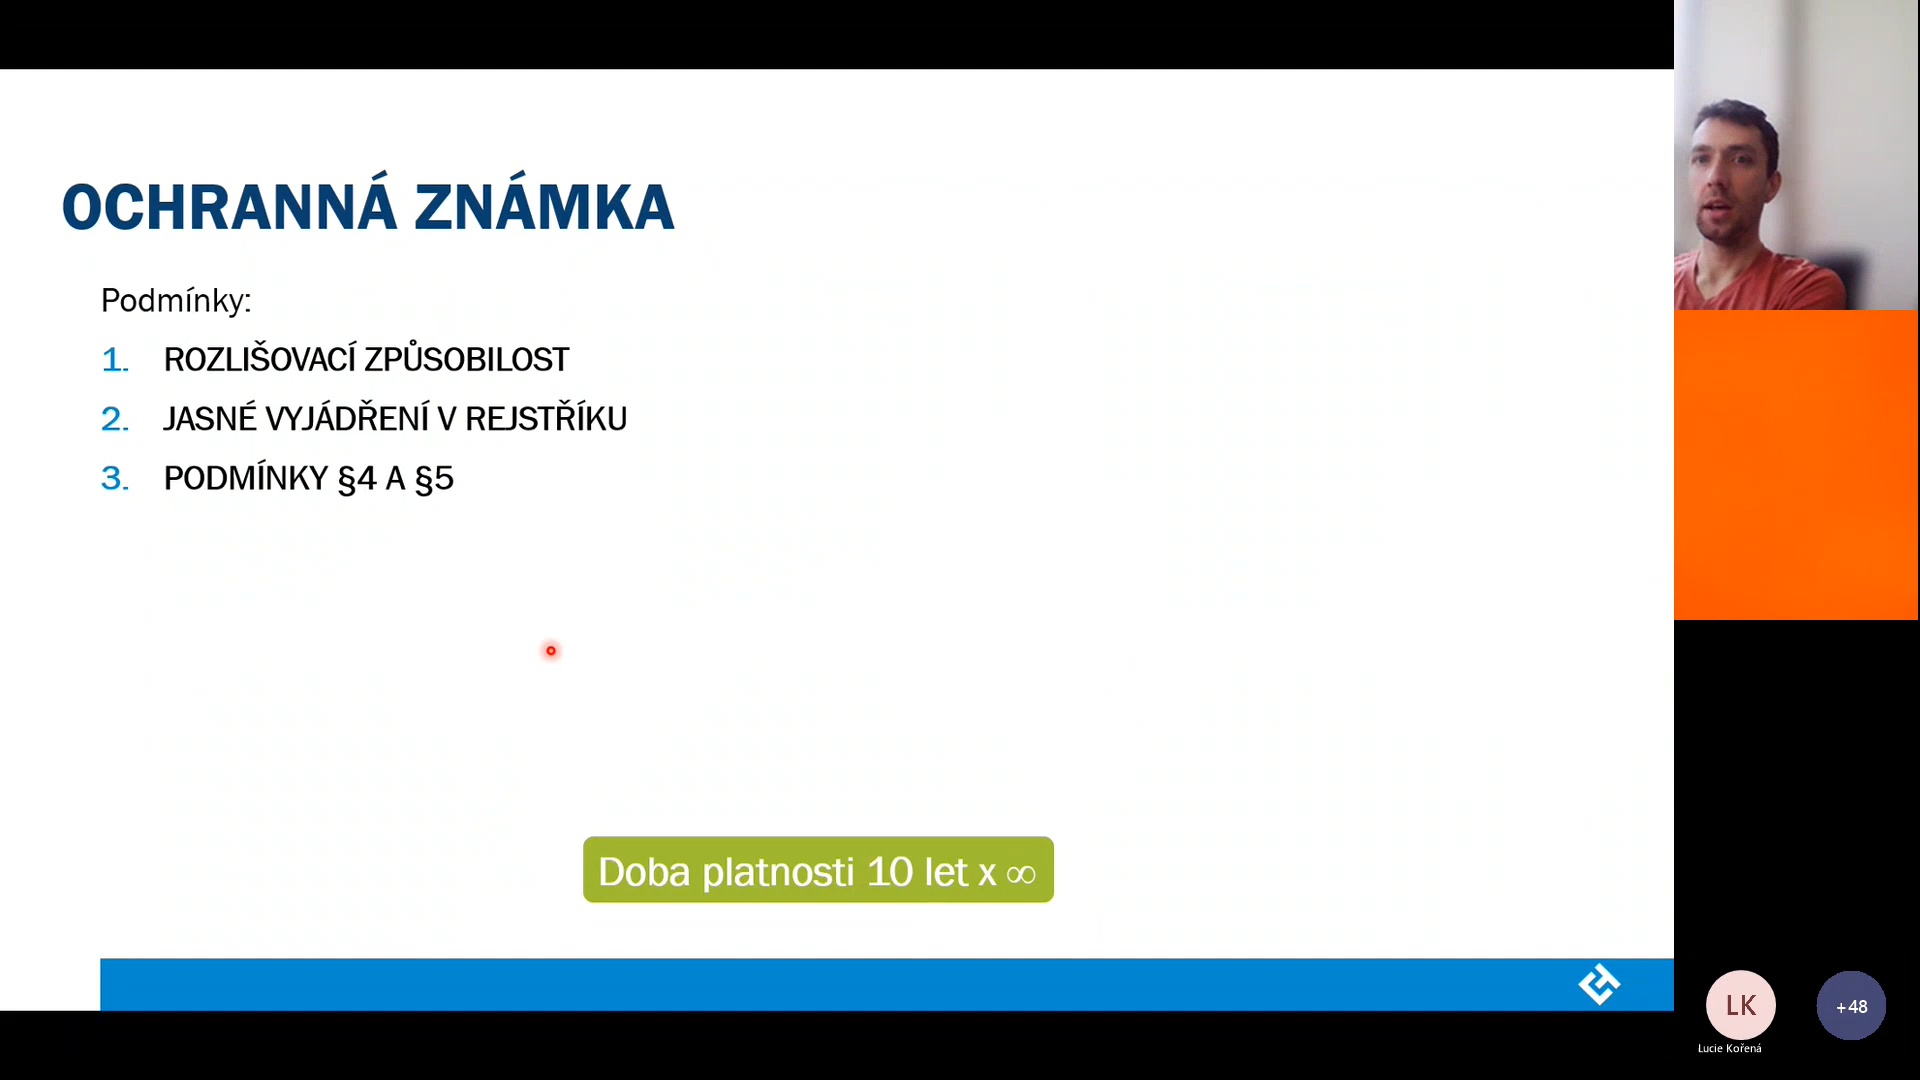 OCHRANNÁ ZNÁMKA
Podmínky:
1. ROZLIŠOVACÍ ZPŮSOBILOST
2. JASNÉ VYJÁDŘENÍ V REJSTŘÍKU
3. PODMÍNKY §4 A §5
Doba platnosti 10 let x ∞
LK
+48
Lucie Kořená